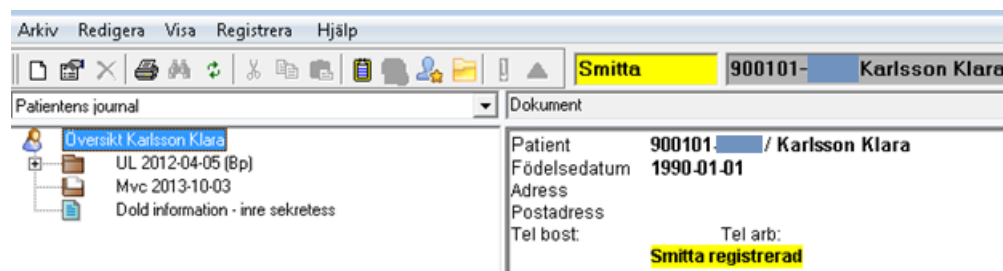 Arkiv Redigera Visa Registrera Hjälp
Smitta 900101- Karlsson Klara
Patientens journal Dokument
Översikt Karlsson Klara
UL 2012-04-05 (Bp)
Mvc 2013-10-03
Dold information - inre sekretess
Patient 900101- / Karlsson Klara
Födelsedatum 1990-01-01
Adress
Postadress
Tel bost: Tel arb:
Smitta registrerad